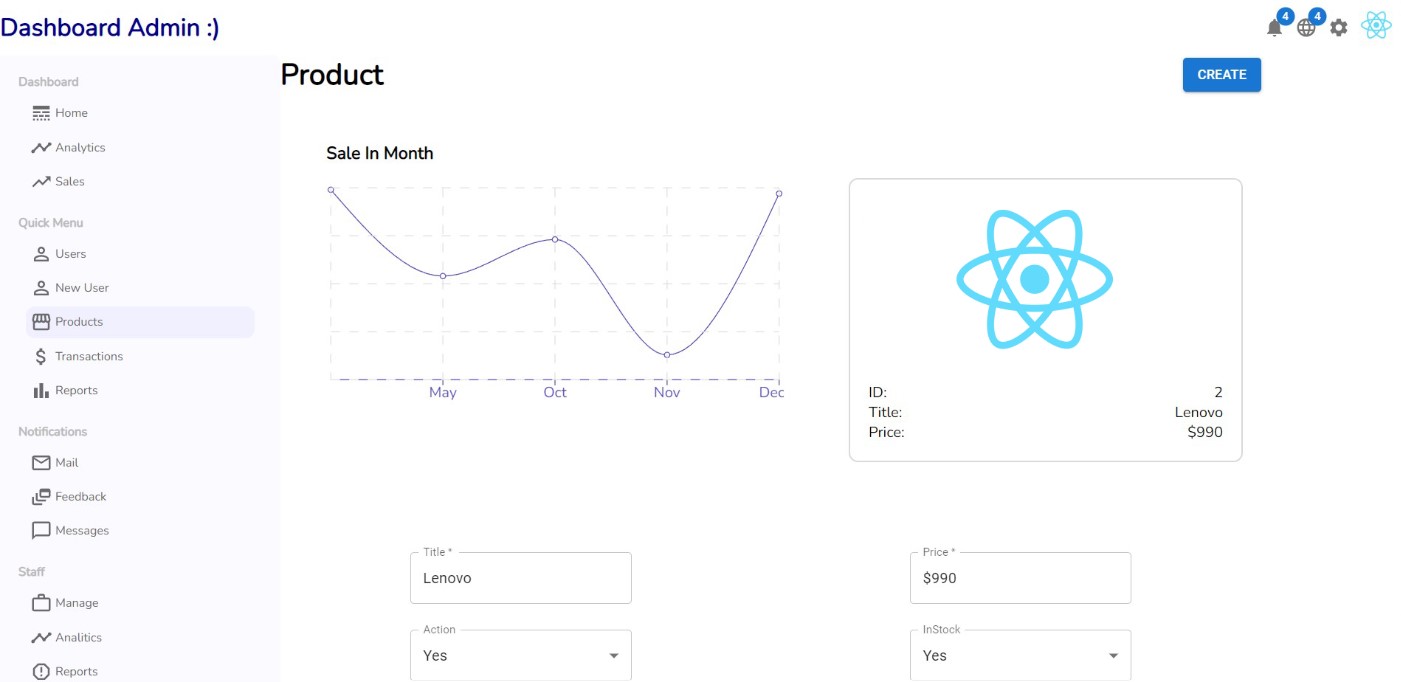 Dashboard Admin :)
4
4
Dashboard
Home
Analytics
Sales
Quick Menu
Users
New User
Products
Transactions
Reports
Notifications
Mail
Feedback
Messages
Staff
Manage
Analitics
Reports
Product
CREATE
Sale In Month
May Oct Nov Dec
ID: 2
Title: Lenovo
Price: $990
Title *
Lenovo
Price *
$990
Action
Yes
InStock
Yes